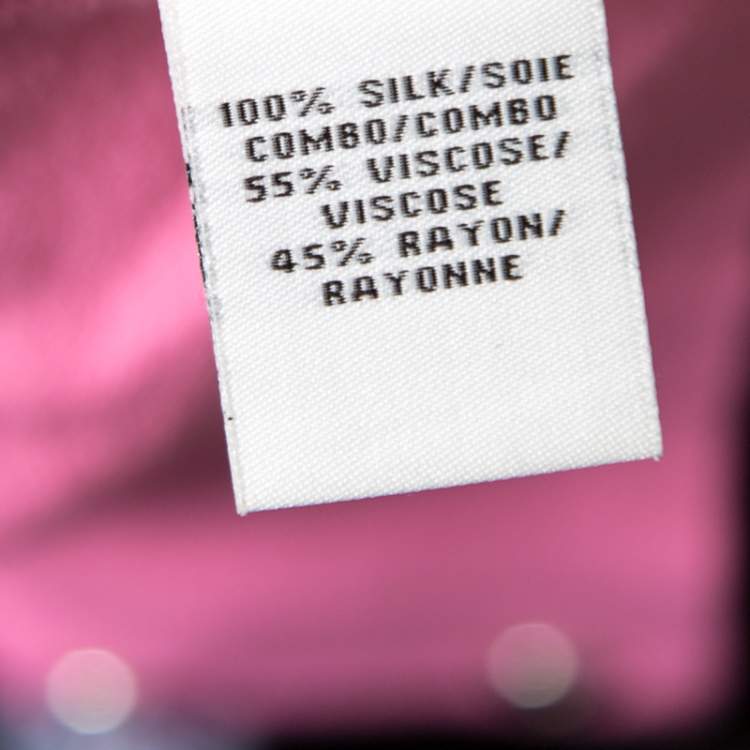 100% SILK/SOIE
COMBO/COMBO
55% VISCOSE/
VISCOSE
45% RAYON/
RAYONNE